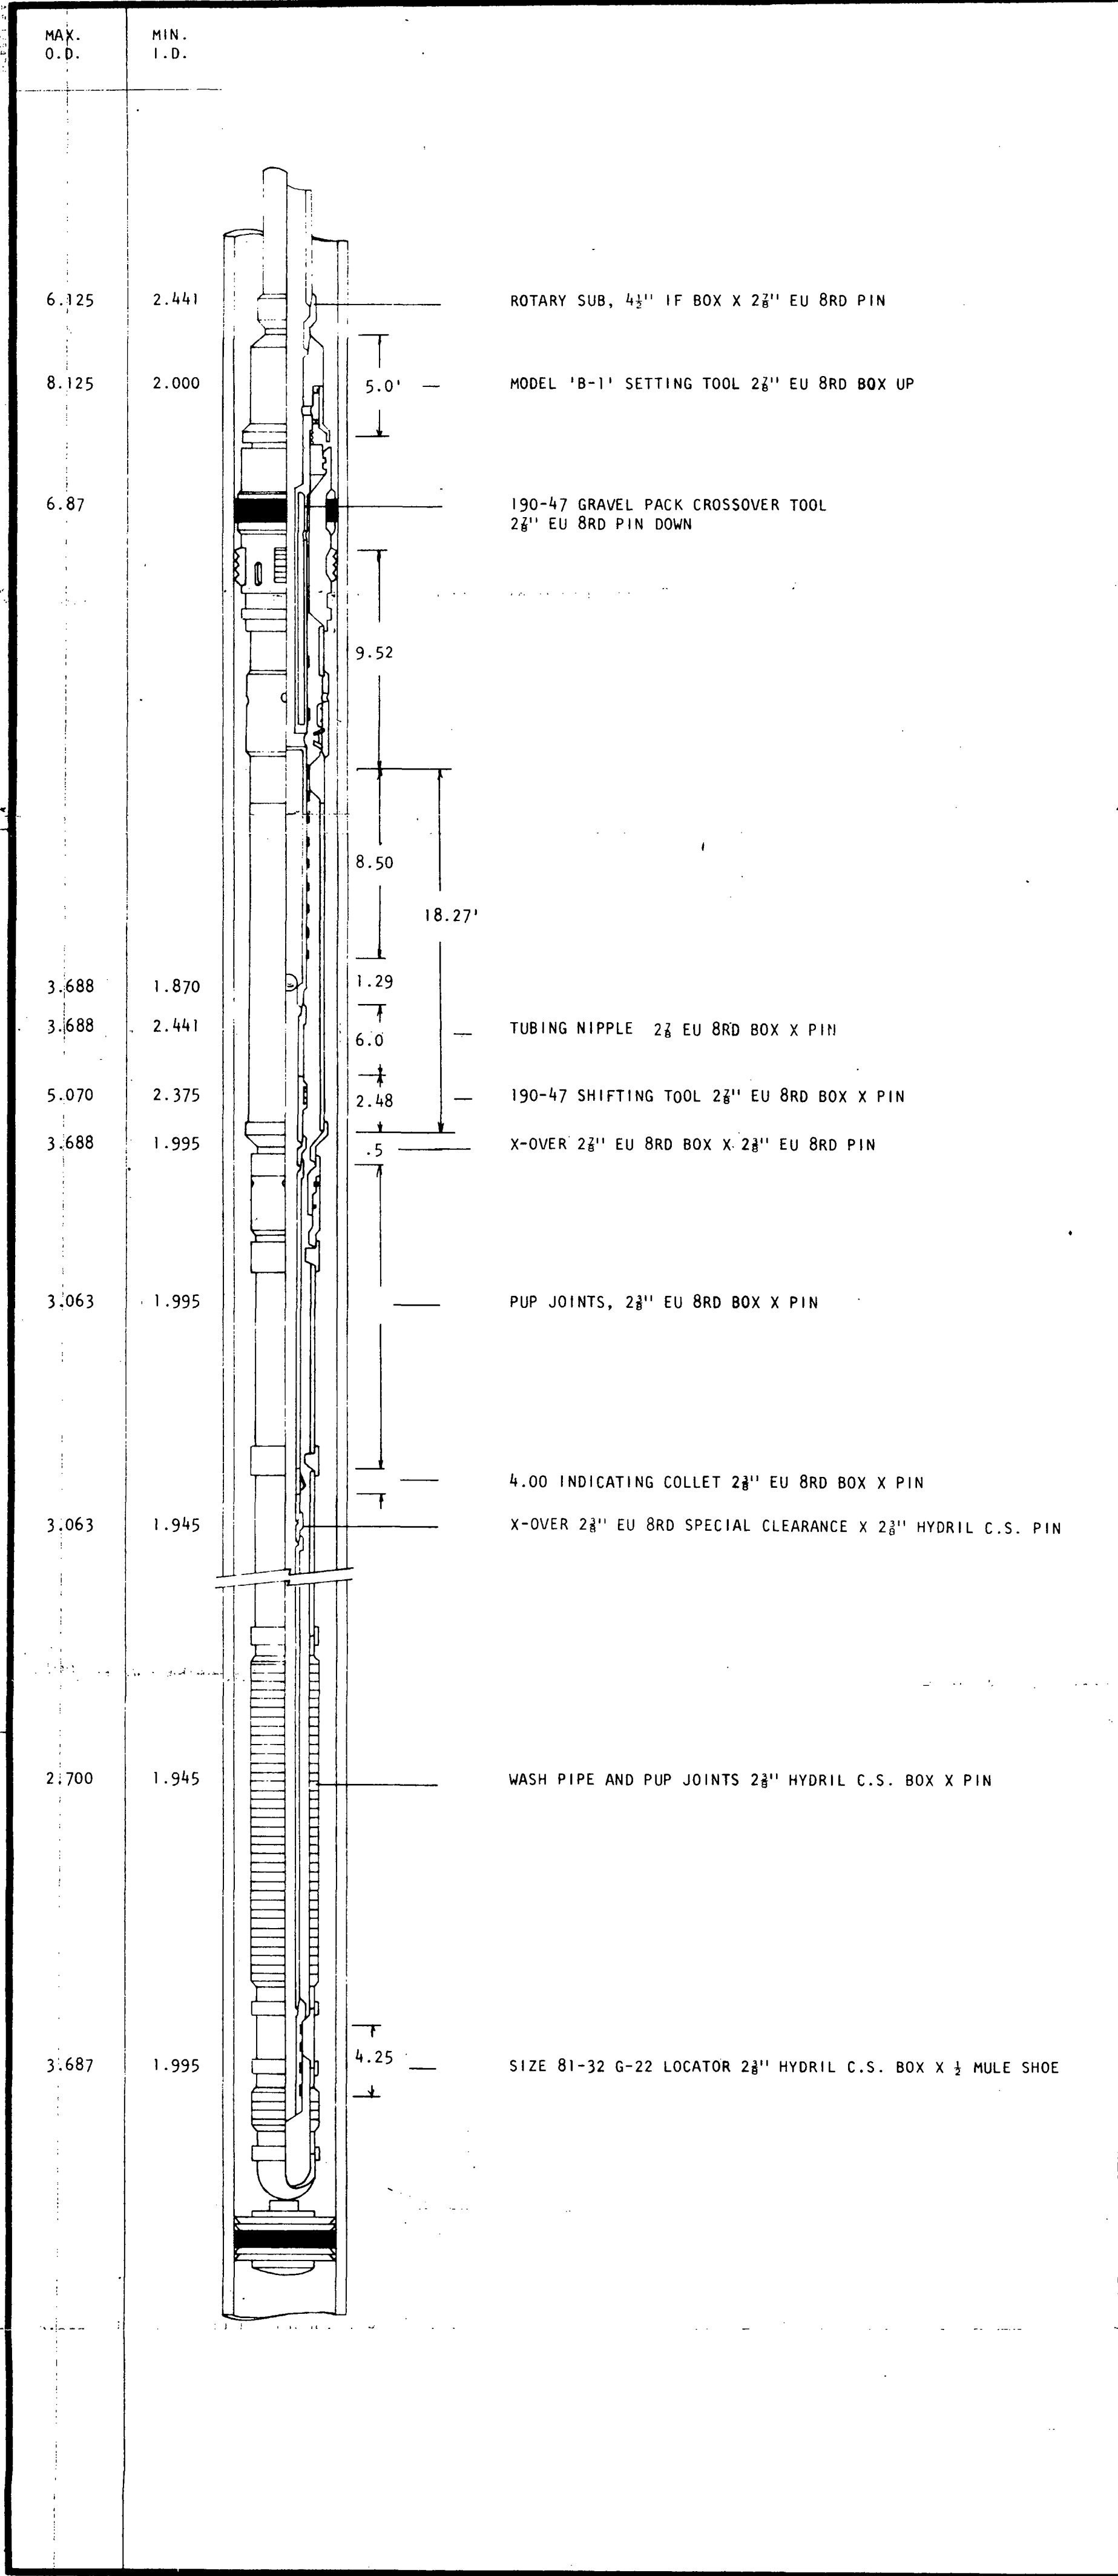 MAX. MIN.
O.D. I.D.
6.125 2.441 ROTARY SUB, 4½" IF BOX X 2⅞" EU 8RD PIN
8.125 2.000 5.0' MODEL 'B-1' SETTING TOOL 2⅞" EU 8RD BOX UP
6.87 190-47 GRAVEL PACK CROSSOVER TOOL
2⅞" EU 8RD PIN DOWN
9.52
8.50
18.27'
3.688 1.870 1.29
3.688 2.441 6.0 TUBING NIPPLE 2⅞ EU 8RD BOX X PIN
5.070 2.375 2.48 190-47 SHIFTING TOOL 2⅞" EU 8RD BOX X PIN
3.688 1.995 .5 X-OVER 2⅞" EU 8RD BOX X 2⅜" EU 8RD PIN
3.063 1.995 PUP JOINTS, 2⅜" EU 8RD BOX X PIN
4.00 INDICATING COLLET 2⅜" EU 8RD BOX X PIN
3.063 1.945 X-OVER 2⅜" EU 8RD SPECIAL CLEARANCE X 2⅜" HYDRIL C.S. PIN
2.700 1.945 WASH PIPE AND PUP JOINTS 2⅜" HYDRIL C.S. BOX X PIN
3.687 1.995 4.25 SIZE 81-32 G-22 LOCATOR 2⅜" HYDRIL C.S. BOX X ½ MULE SHOE